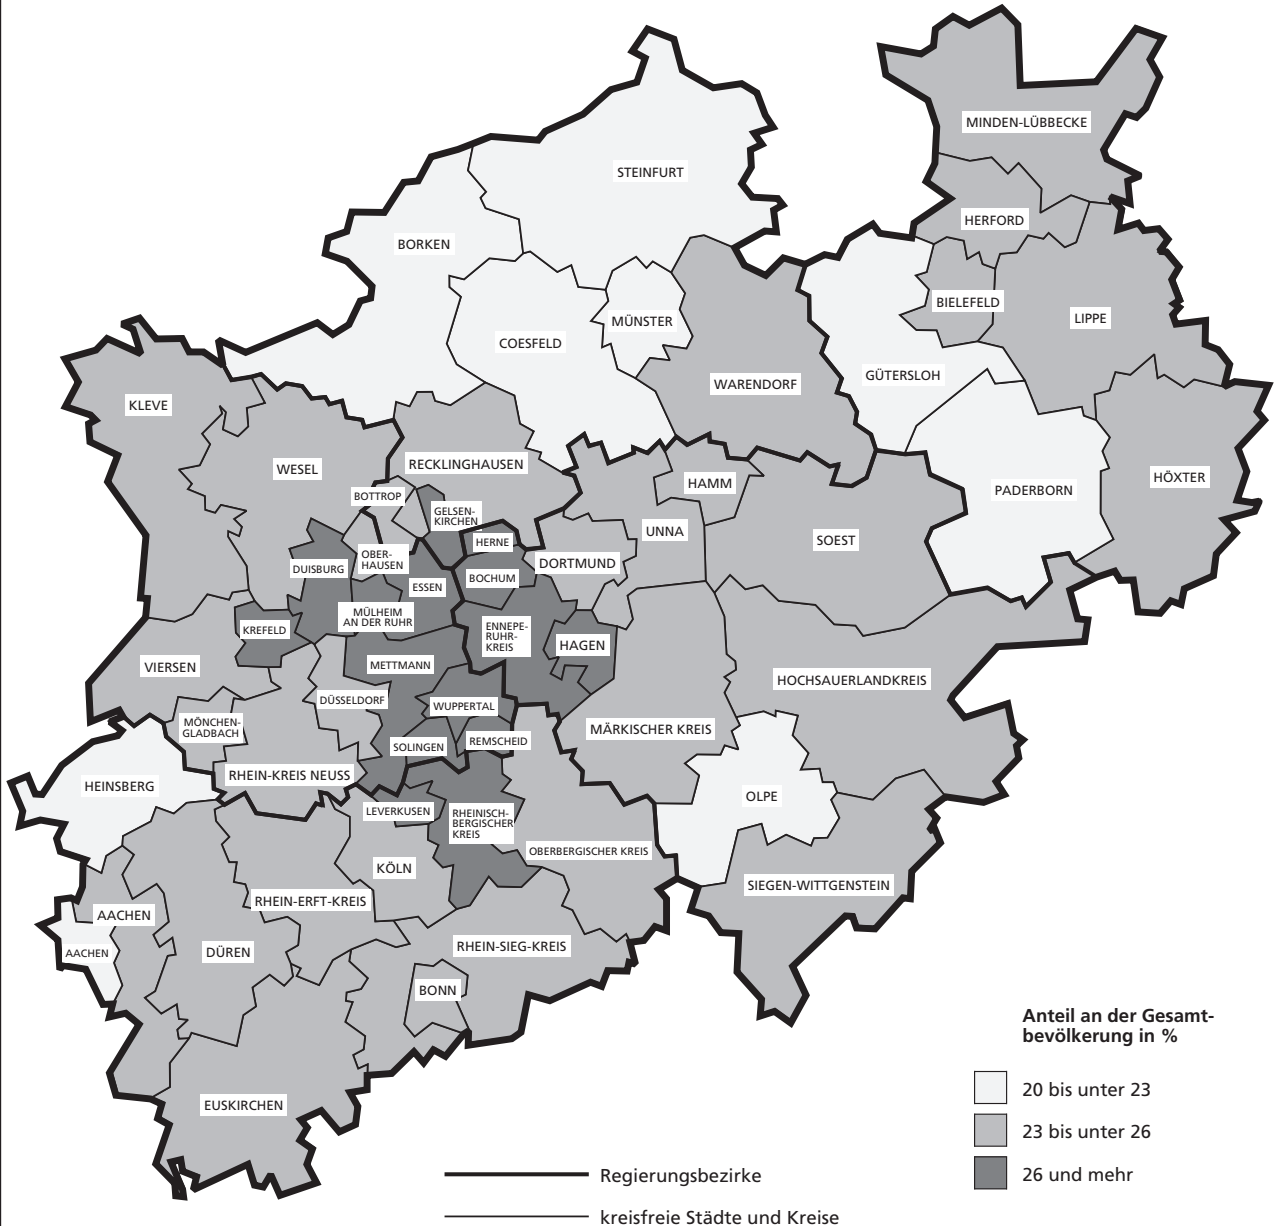 MINDEN-LÜBBECKE
STEINFURT
HERFORD
BORKEN
BIELEFELD
LIPPE
MÜNSTER
COESFELD
GÜTERSLOH
WARENDORF
KLEVE
RECKLINGHAUSEN
WESEL
HÖXTER
HAMM
PADERBORN
BOTTROP
GELSEN-
KIRCHEN
UNNA
HERNE
SOEST
OBER-
HAUSEN
DORTMUND
DUISBURG
BOCHUM
ESSEN
MÜLHEIM
AN DER RUHR
KREFELD
ENNEPE-
RUHR-
KREIS
HAGEN
METTMANN
VIERSEN
HOCHSAUERLANDKREIS
DÜSSELDORF
WUPPERTAL
MÖNCHEN-
GLADBACH
MÄRKISCHER KREIS
REMSCHEID
SOLINGEN
RHEIN-KREIS NEUSS
HEINSBERG
OLPE
LEVERKUSEN
RHEINISCH-
BERGISCHER
KREIS
OBERBERGISCHER KREIS
KÖLN
SIEGEN-WITTGENSTEIN
RHEIN-ERFT-KREIS
AACHEN
RHEIN-SIEG-KREIS
AACHEN
DÜREN
BONN
EUSKIRCHEN
Anteil an der Gesamt-
bevölkerung in %
20 bis unter 23
23 bis unter 26
26 und mehr
Regierungsbezirke
kreisfreie Städte und Kreise